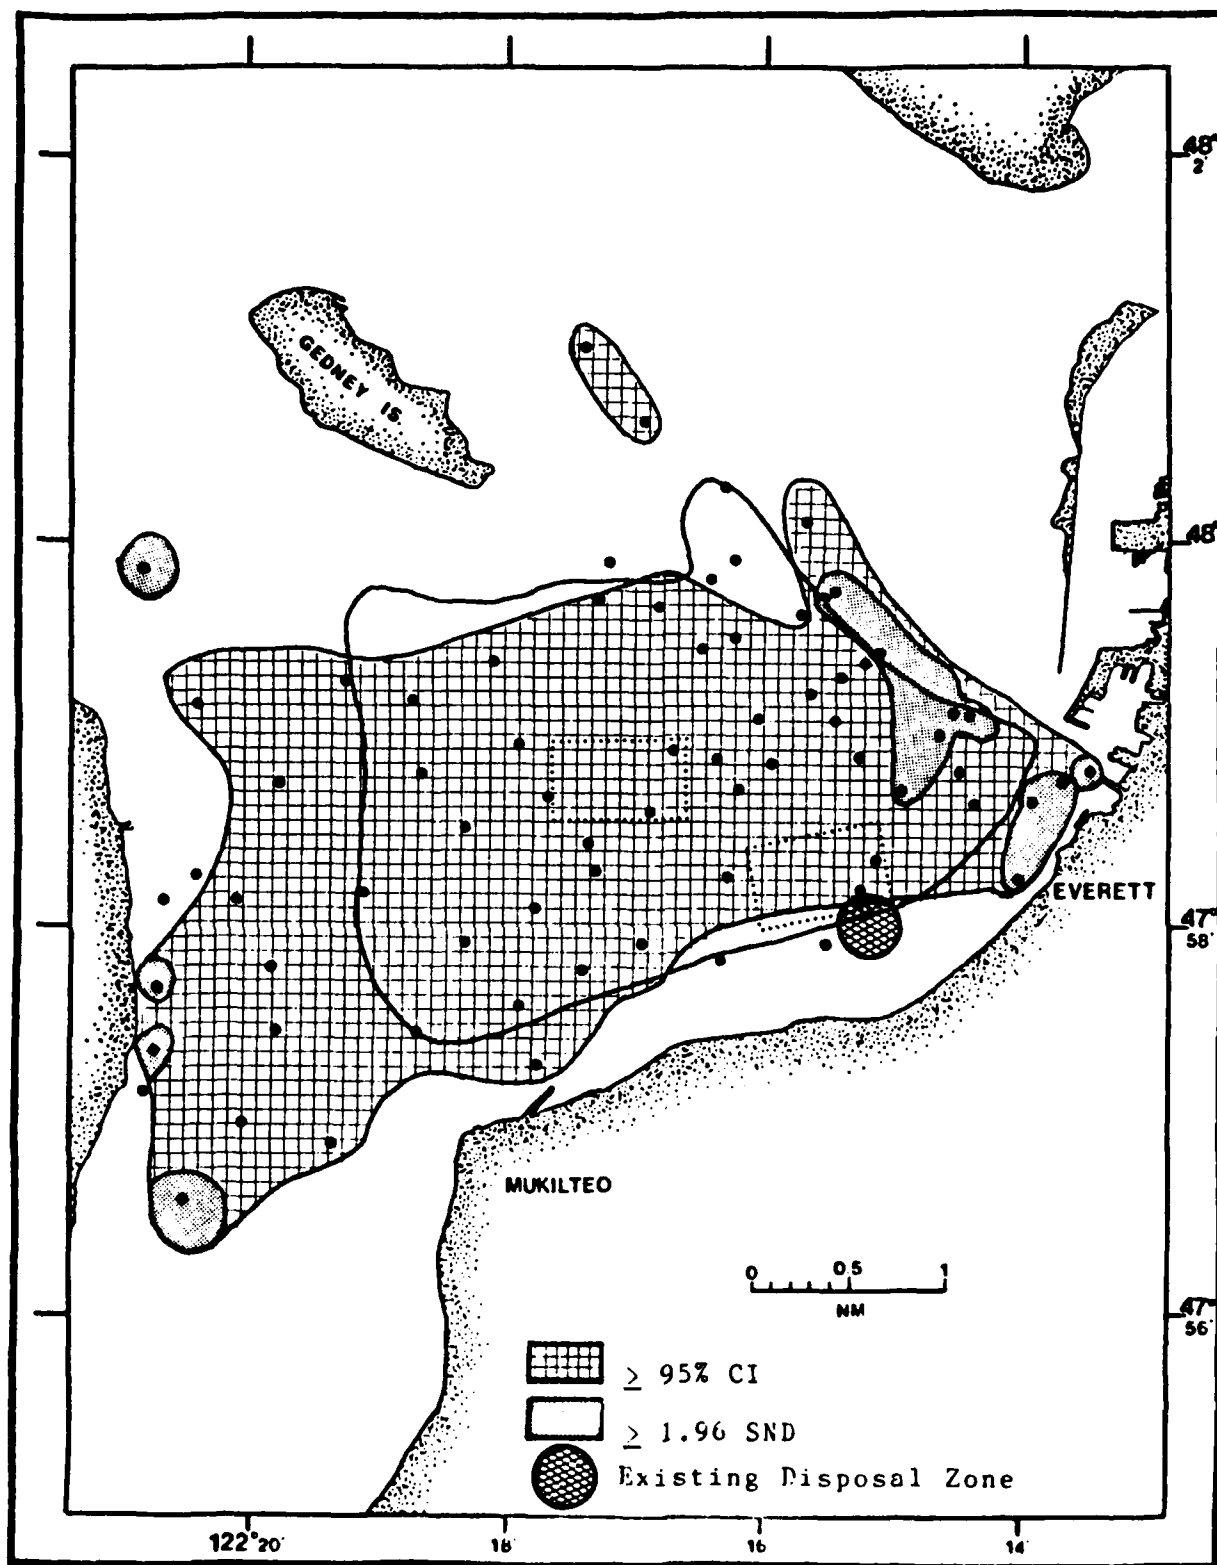 48°
2'
GEDNEY IS
48°
EVERETT
47°
58'
MUKILTEO
0 0.5 1
NM
47°
56'
≥ 95% CI
≥ 1.96 SND
Existing Disposal Zone
122°20' 18' 16' 14'